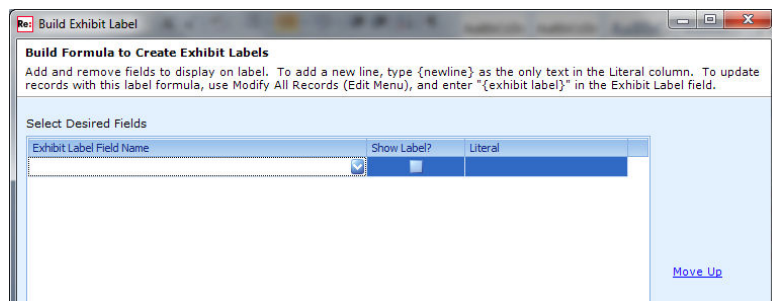 Re: Build Exhibit Label
Build Formula to Create Exhibit Labels
Add and remove fields to display on label. To add a new line, type {newline} as the only text in the Literal column. To update
records with this label formula, use Modify All Records (Edit Menu), and enter "{exhibit label}" in the Exhibit Label field.
Select Desired Fields
Exhibit Label Field Name Show Label? Literal
Move Up